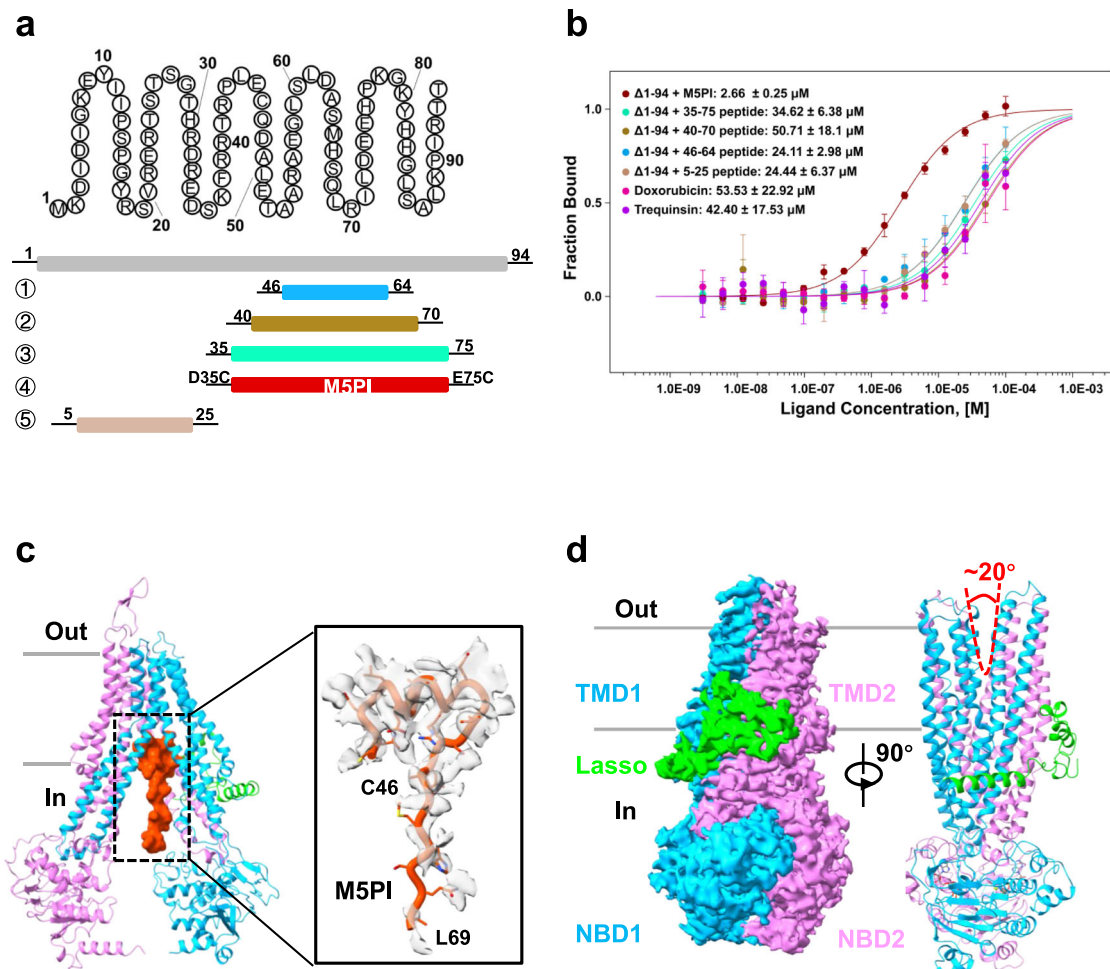 a
10 30 60 80
MKDIDIGKEYIIPSPGYRSVRERTSTSGTHRDREDSKFRRTRPLECQDALETAARAEGLSLDASMHSQLRILDEEHPKGKYHHGLSALKPIRTT
40 90
1 20 50 70
1 94
① 46 64
② 40 70
③ 35 75
④ D35C M5PI E75C
⑤ 5 25
b
Δ1-94 + M5PI: 2.66 ± 0.25 μM
Δ1-94 + 35-75 peptide: 34.62 ± 6.38 μM
Δ1-94 + 40-70 peptide: 50.71 ± 18.1 μM
Δ1-94 + 46-64 peptide: 24.11 ± 2.98 μM
Δ1-94 + 5-25 peptide: 24.44 ± 6.37 μM
Doxorubicin: 53.53 ± 22.92 μM
Trequinsin: 42.40 ± 17.53 μM
Fraction Bound
1.0
0.5
0.0
1.0E-09 1.0E-08 1.0E-07 1.0E-06 1.0E-05 1.0E-04 1.0E-03
Ligand Concentration, [M]
c
Out
In
C46
M5PI
L69
d
~20°
Out
TMD1 TMD2
Lasso 90°
In
NBD1 NBD2